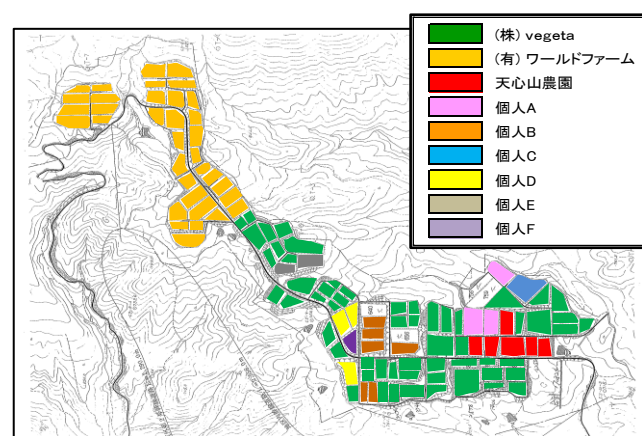 (株) vegeta
(有) ワールドファーム
天心山農園
個人A
個人B
個人C
個人D
個人E
個人F